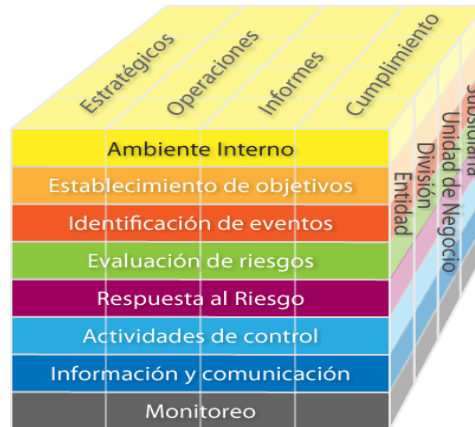 Estratégicos
Operaciones
Informes
Cumplimiento
Ambiente Interno
Establecimiento de objetivos
Identificación de eventos
Evaluación de riesgos
Respuesta al Riesgo
Actividades de control
Información y comunicación
Monitoreo
Entidad
División
Unidad de Negocio
Subsidiaria